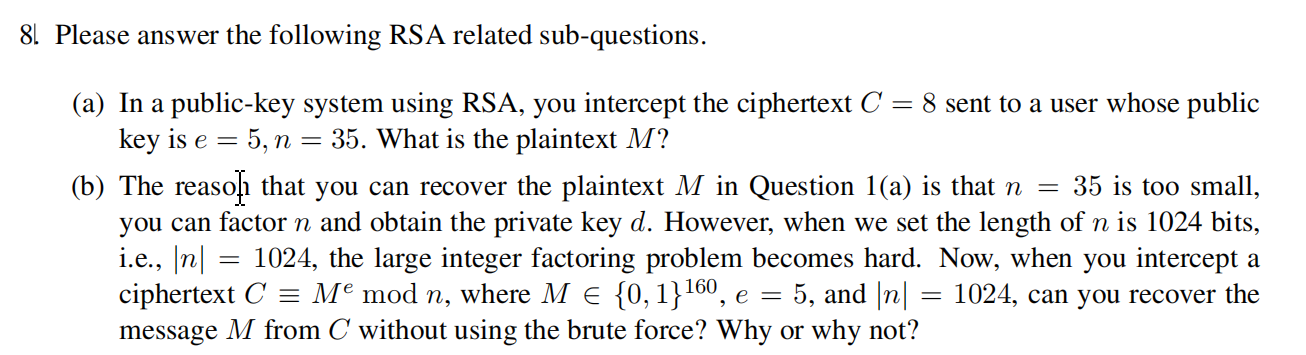 8. Please answer the following RSA related sub-questions.
(a) In a public-key system using RSA, you intercept the ciphertext C = 8 sent to a user whose public
key is e = 5, n = 35. What is the plaintext M?
(b) The reason that you can recover the plaintext M in Question 1(a) is that n = 35 is too small,
you can factor n and obtain the private key d. However, when we set the length of n is 1024 bits,
i.e., |n| = 1024, the large integer factoring problem becomes hard. Now, when you intercept a
ciphertext C ≡ Mᵉ mod n, where M ∈ {0, 1}¹⁶⁰, e = 5, and |n| = 1024, can you recover the
message M from C without using the brute force? Why or why not?